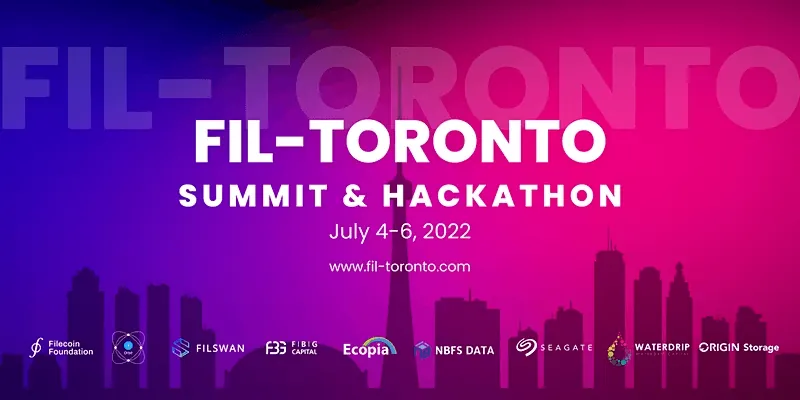 FIL-TORONTO
FIL-TORONTO
SUMMIT & HACKATHON
July 4-6, 2022
www.fil-toronto.com
Filecoin
Foundation
FILSWAN
FBG
FIBIG
CAPITAL
Ecopia
NBFS DATA
SEAGATE
WATERDRIP
ORIGIN Storage